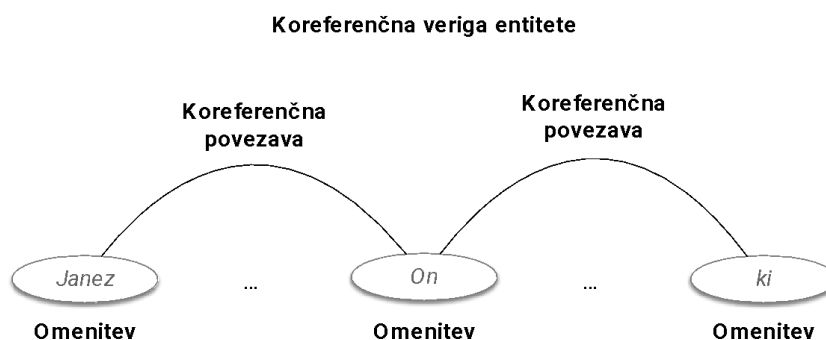 Koreferenčna veriga entitete
Koreferenčna
povezava
Koreferenčna
povezava
Janez
...
On
...
ki
Omenitev
Omenitev
Omenitev